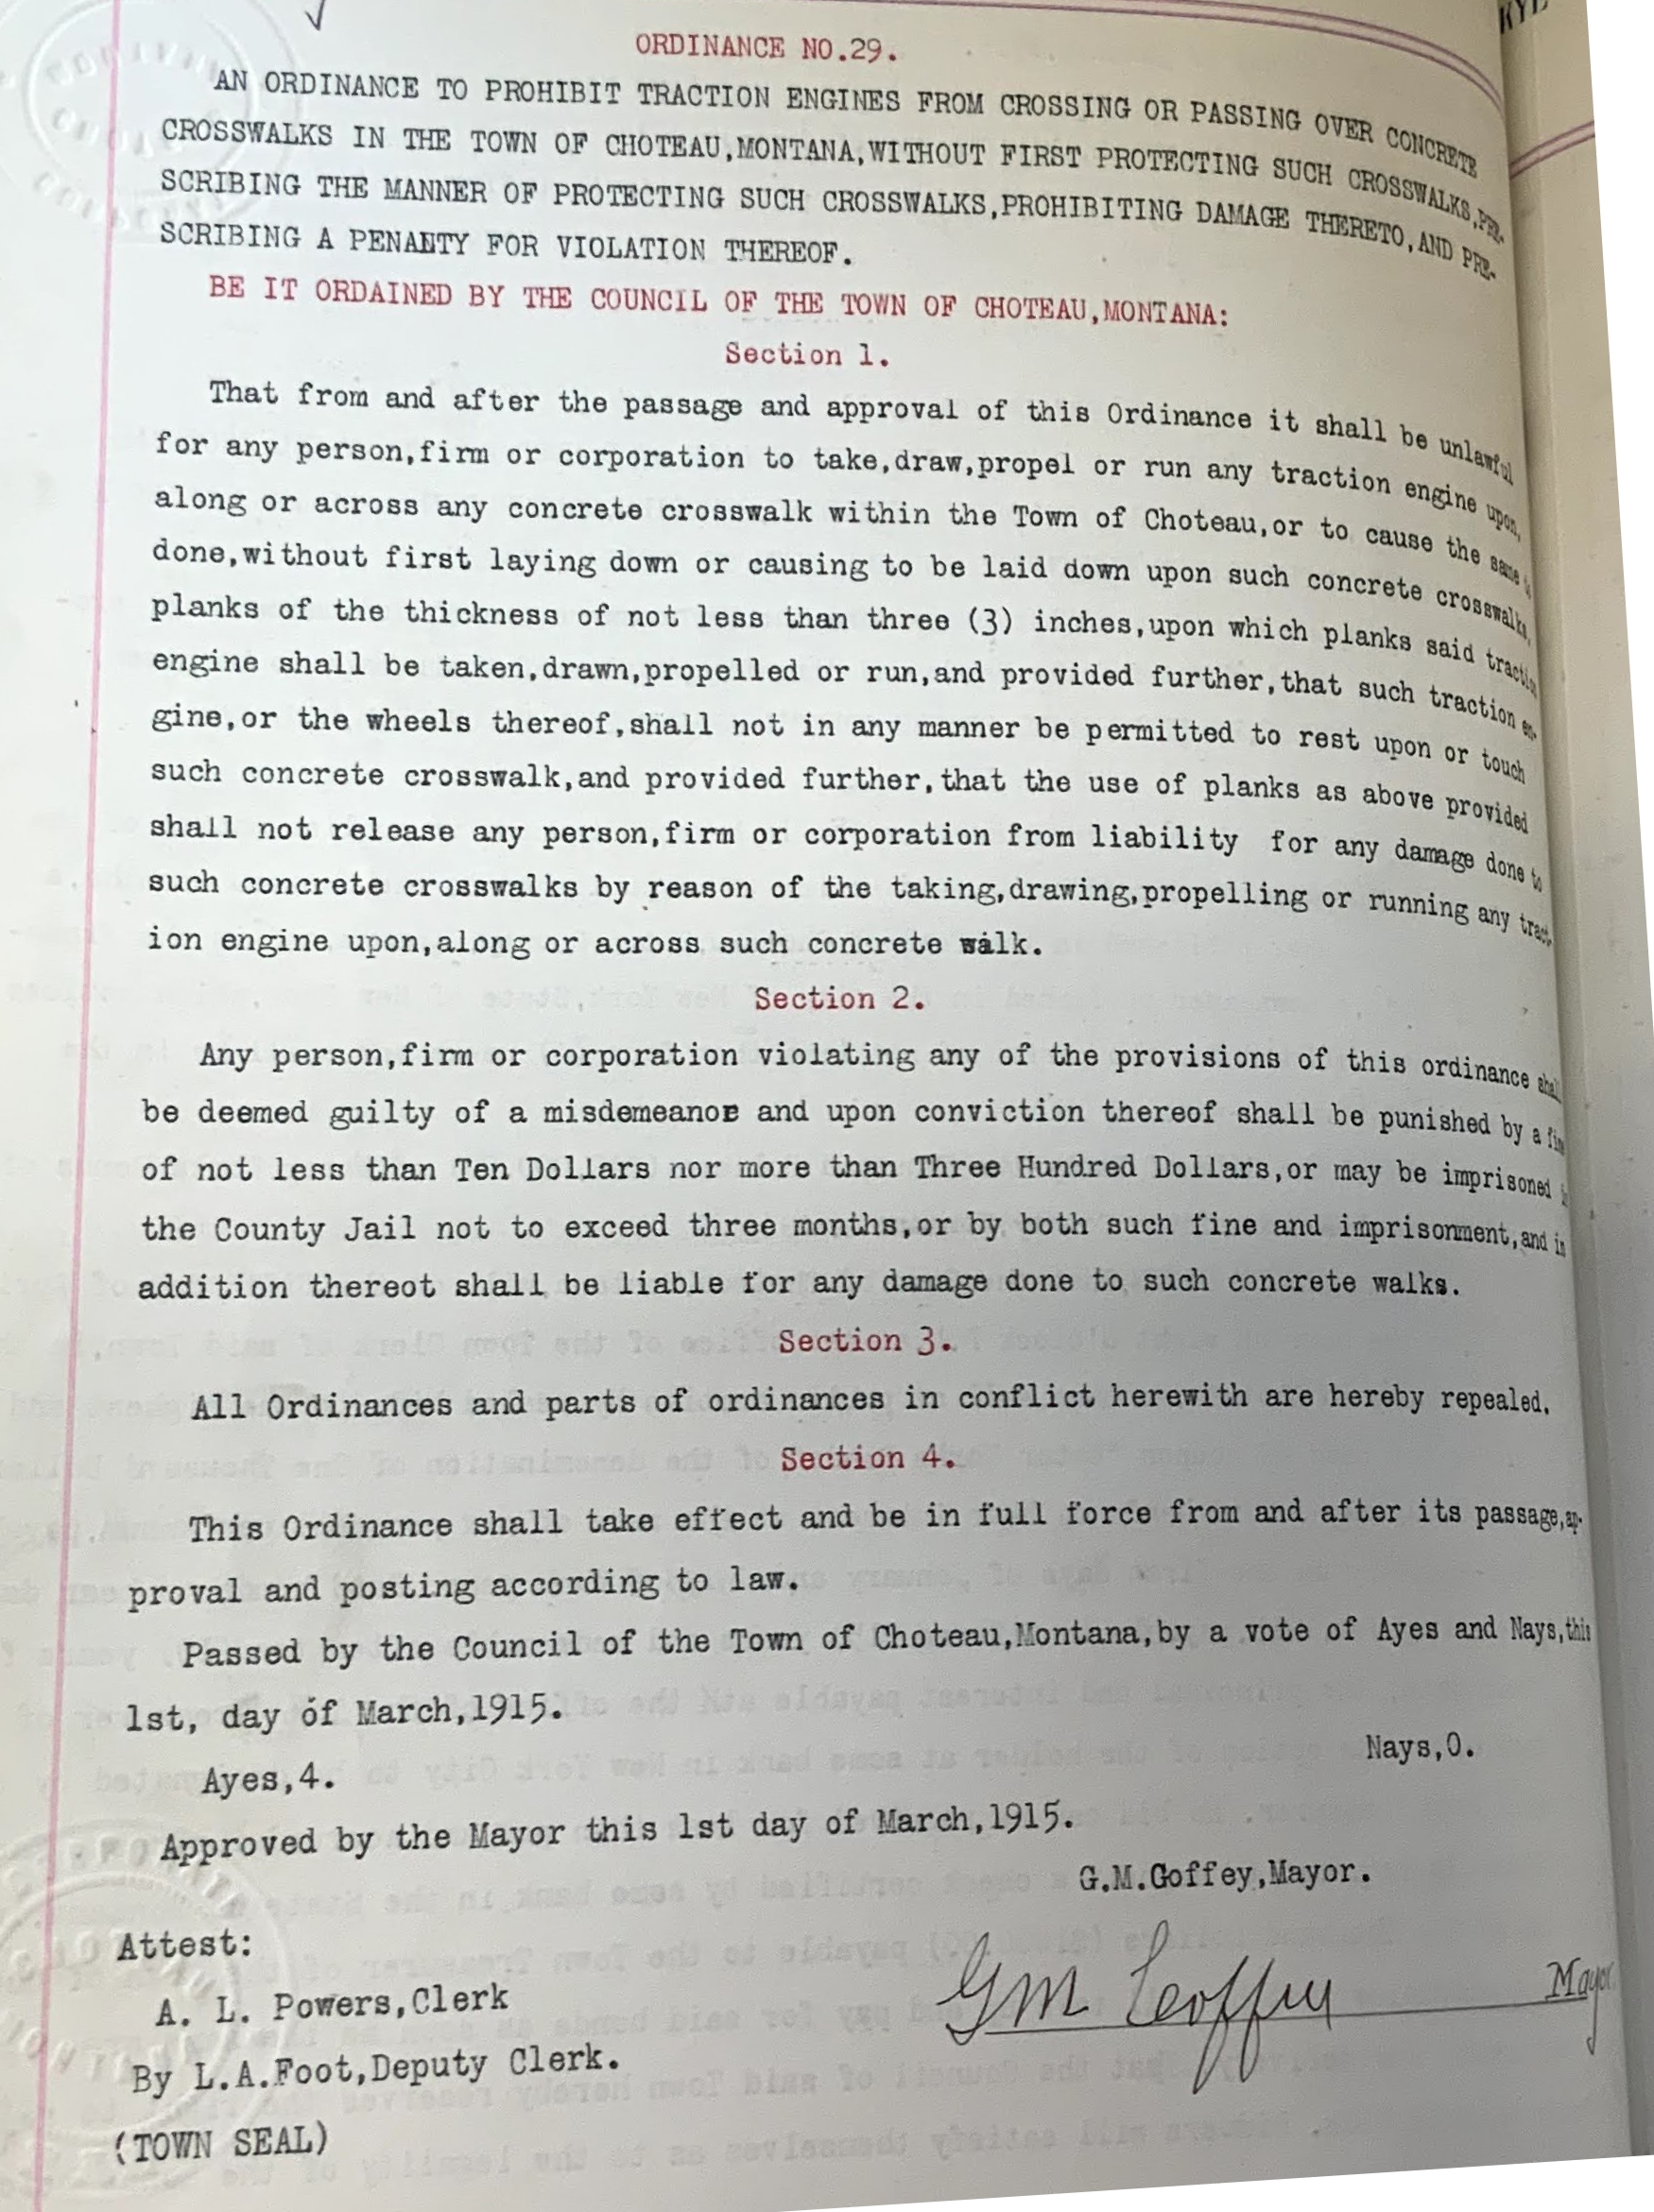 ORDINANCE NO.29.
AN ORDINANCE TO PROHIBIT TRACTION ENGINES FROM CROSSING OR PASSING OVER CONCRETE
CROSSWALKS IN THE TOWN OF CHOTEAU,MONTANA,WITHOUT FIRST PROTECTING SUCH CROSSWALKS,PRE-
SCRIBING THE MANNER OF PROTECTING SUCH CROSSWALKS,PROHIBITING DAMAGE THERETO,AND PRE-
SCRIBING A PENALTY FOR VIOLATION THEREOF.
BE IT ORDAINED BY THE COUNCIL OF THE TOWN OF CHOTEAU,MONTANA:
Section 1.
That from and after the passage and approval of this Ordinance it shall be unlawful
for any person,firm or corporation to take,draw,propel or run any traction engine upon,
along or across any concrete crosswalk within the Town of Choteau,or to cause the same
done,without first laying down or causing to be laid down upon such concrete crosswalks,
planks of the thickness of not less than three (3) inches,upon which planks said traction
engine shall be taken,drawn,propelled or run,and provided further,that such traction en-
gine,or the wheels thereof,shall not in any manner be permitted to rest upon or touch
such concrete crosswalk,and provided further,that the use of planks as above provided
shall not release any person,firm or corporation from liability for any damage done to
such concrete crosswalks by reason of the taking,drawing,propelling or running any tract-
ion engine upon,along or across such concrete walk.
Section 2.
Any person,firm or corporation violating any of the provisions of this ordinance shall
be deemed guilty of a misdemeanor and upon conviction thereof shall be punished by a fine
of not less than Ten Dollars nor more than Three Hundred Dollars,or may be imprisoned
the County Jail not to exceed three months,or by both such fine and imprisonment,and in
addition thereot shall be liable for any damage done to such concrete walks.
Section 3.
All Ordinances and parts of ordinances in conflict herewith are hereby repealed.
Section 4.
This Ordinance shall take effect and be in full force from and after its passage,ap-
proval and posting according to law.
Passed by the Council of the Town of Choteau,Montana,by a vote of Ayes and Nays,this
1st, day of March,1915.
Ayes,4. Nays,0.
Approved by the Mayor this 1st day of March,1915.
G.M.Goffey,Mayor.
Attest:
A. L. Powers,Clerk
GM Coffey Mayor
By L.A.Foot,Deputy Clerk.
(TOWN SEAL)